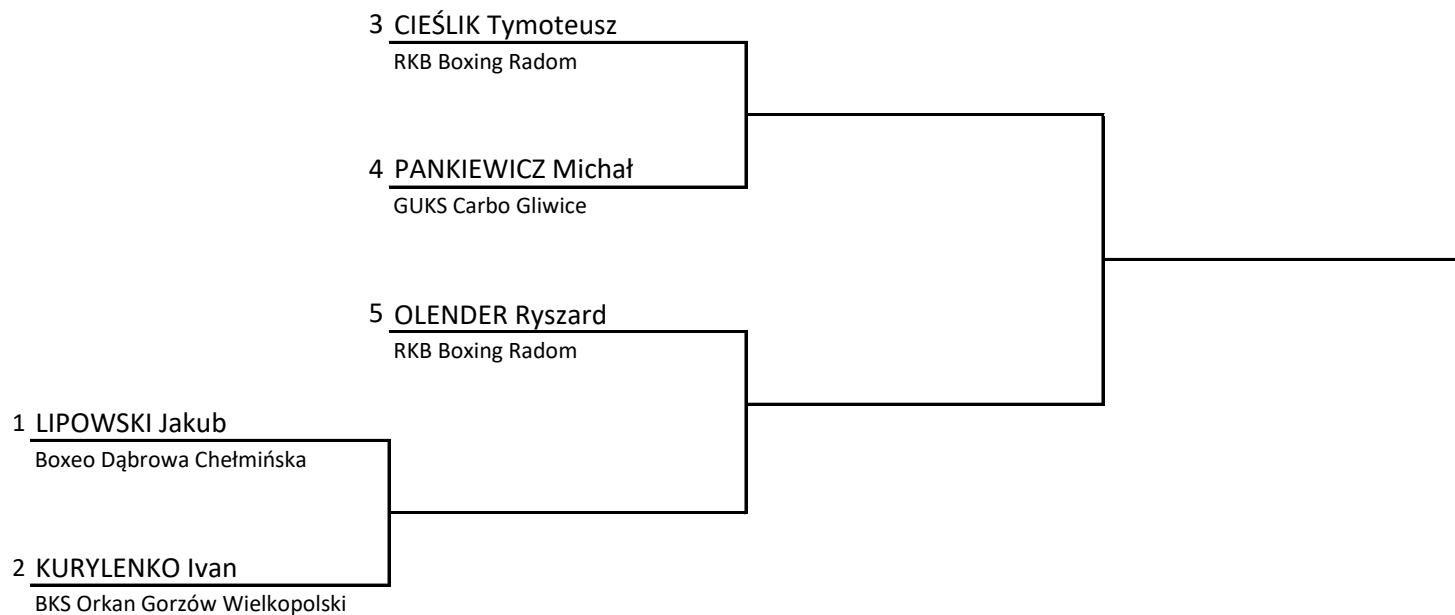 3 CIEŚLIK Tymoteusz
RKB Boxing Radom
4 PANKIEWICZ Michał
GUKS Carbo Gliwice
5 OLENDER Ryszard
RKB Boxing Radom
1 LIPOWSKI Jakub
Boxeo Dąbrowa Chełmińska
2 KURYLENKO Ivan
BKS Orkan Gorzów Wielkopolski